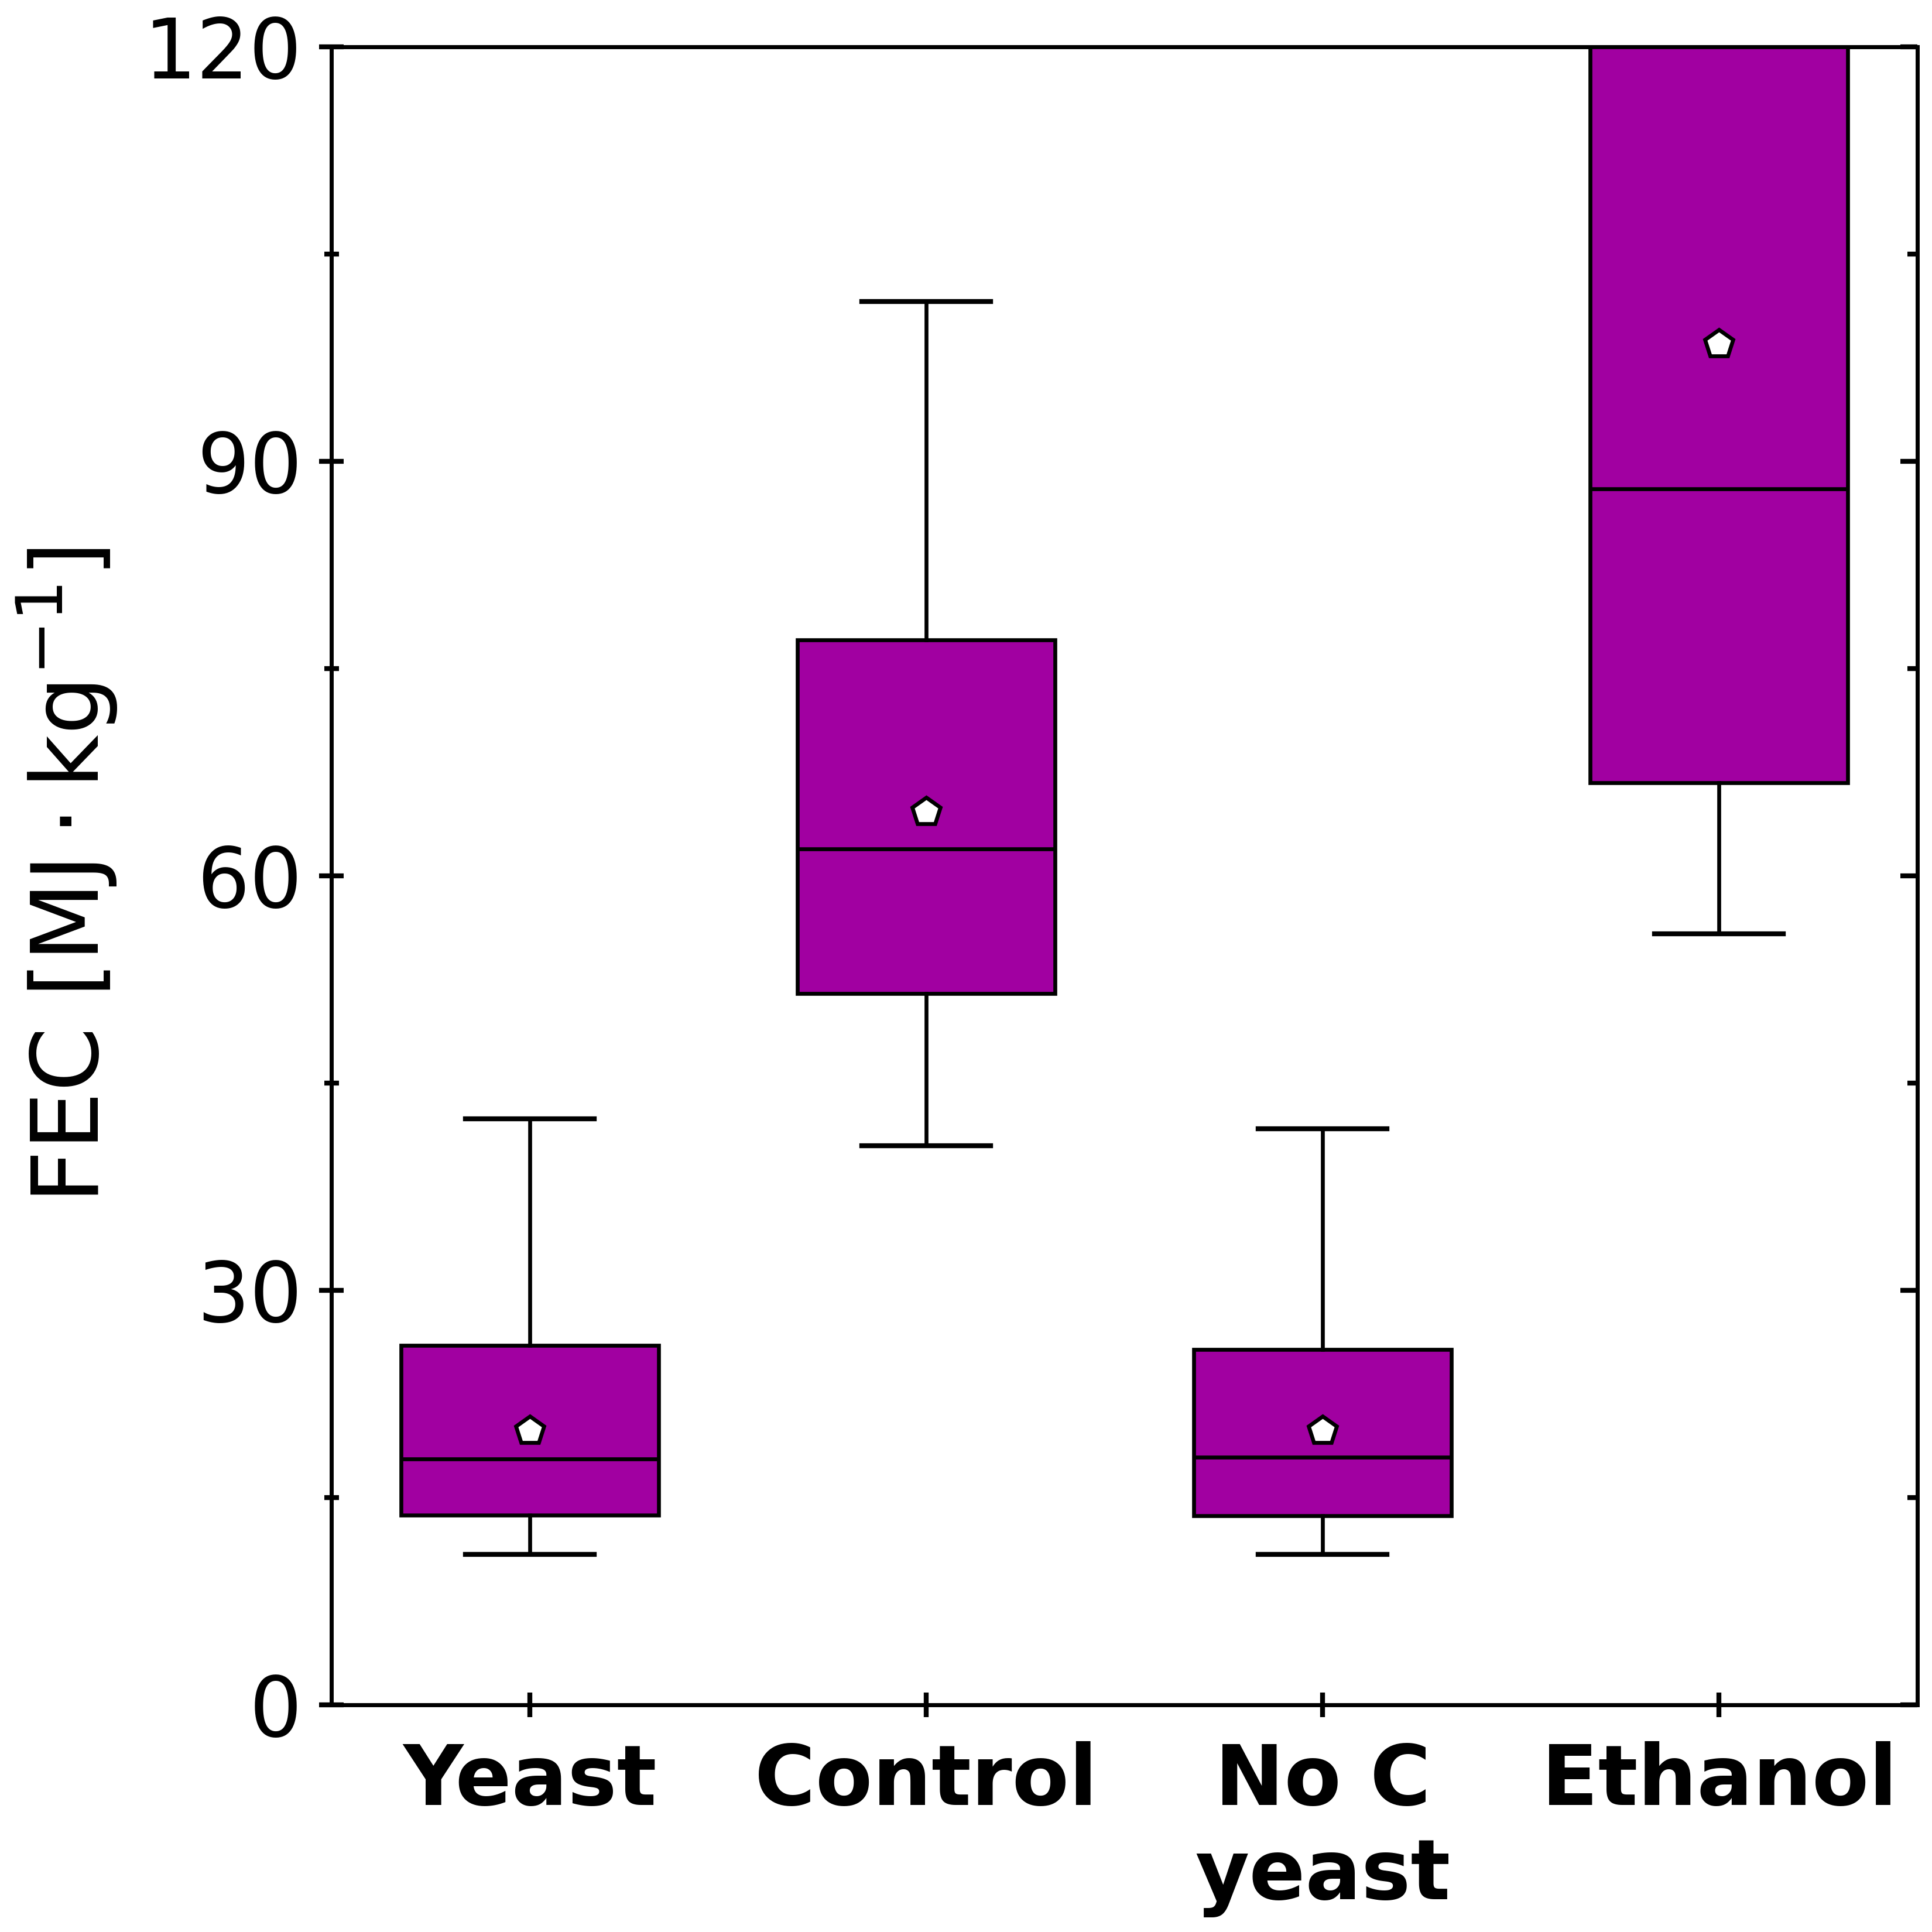 120
90
60
30
0
FEC [MJ · kg⁻¹]
Yeast Control No C Ethanol
yeast